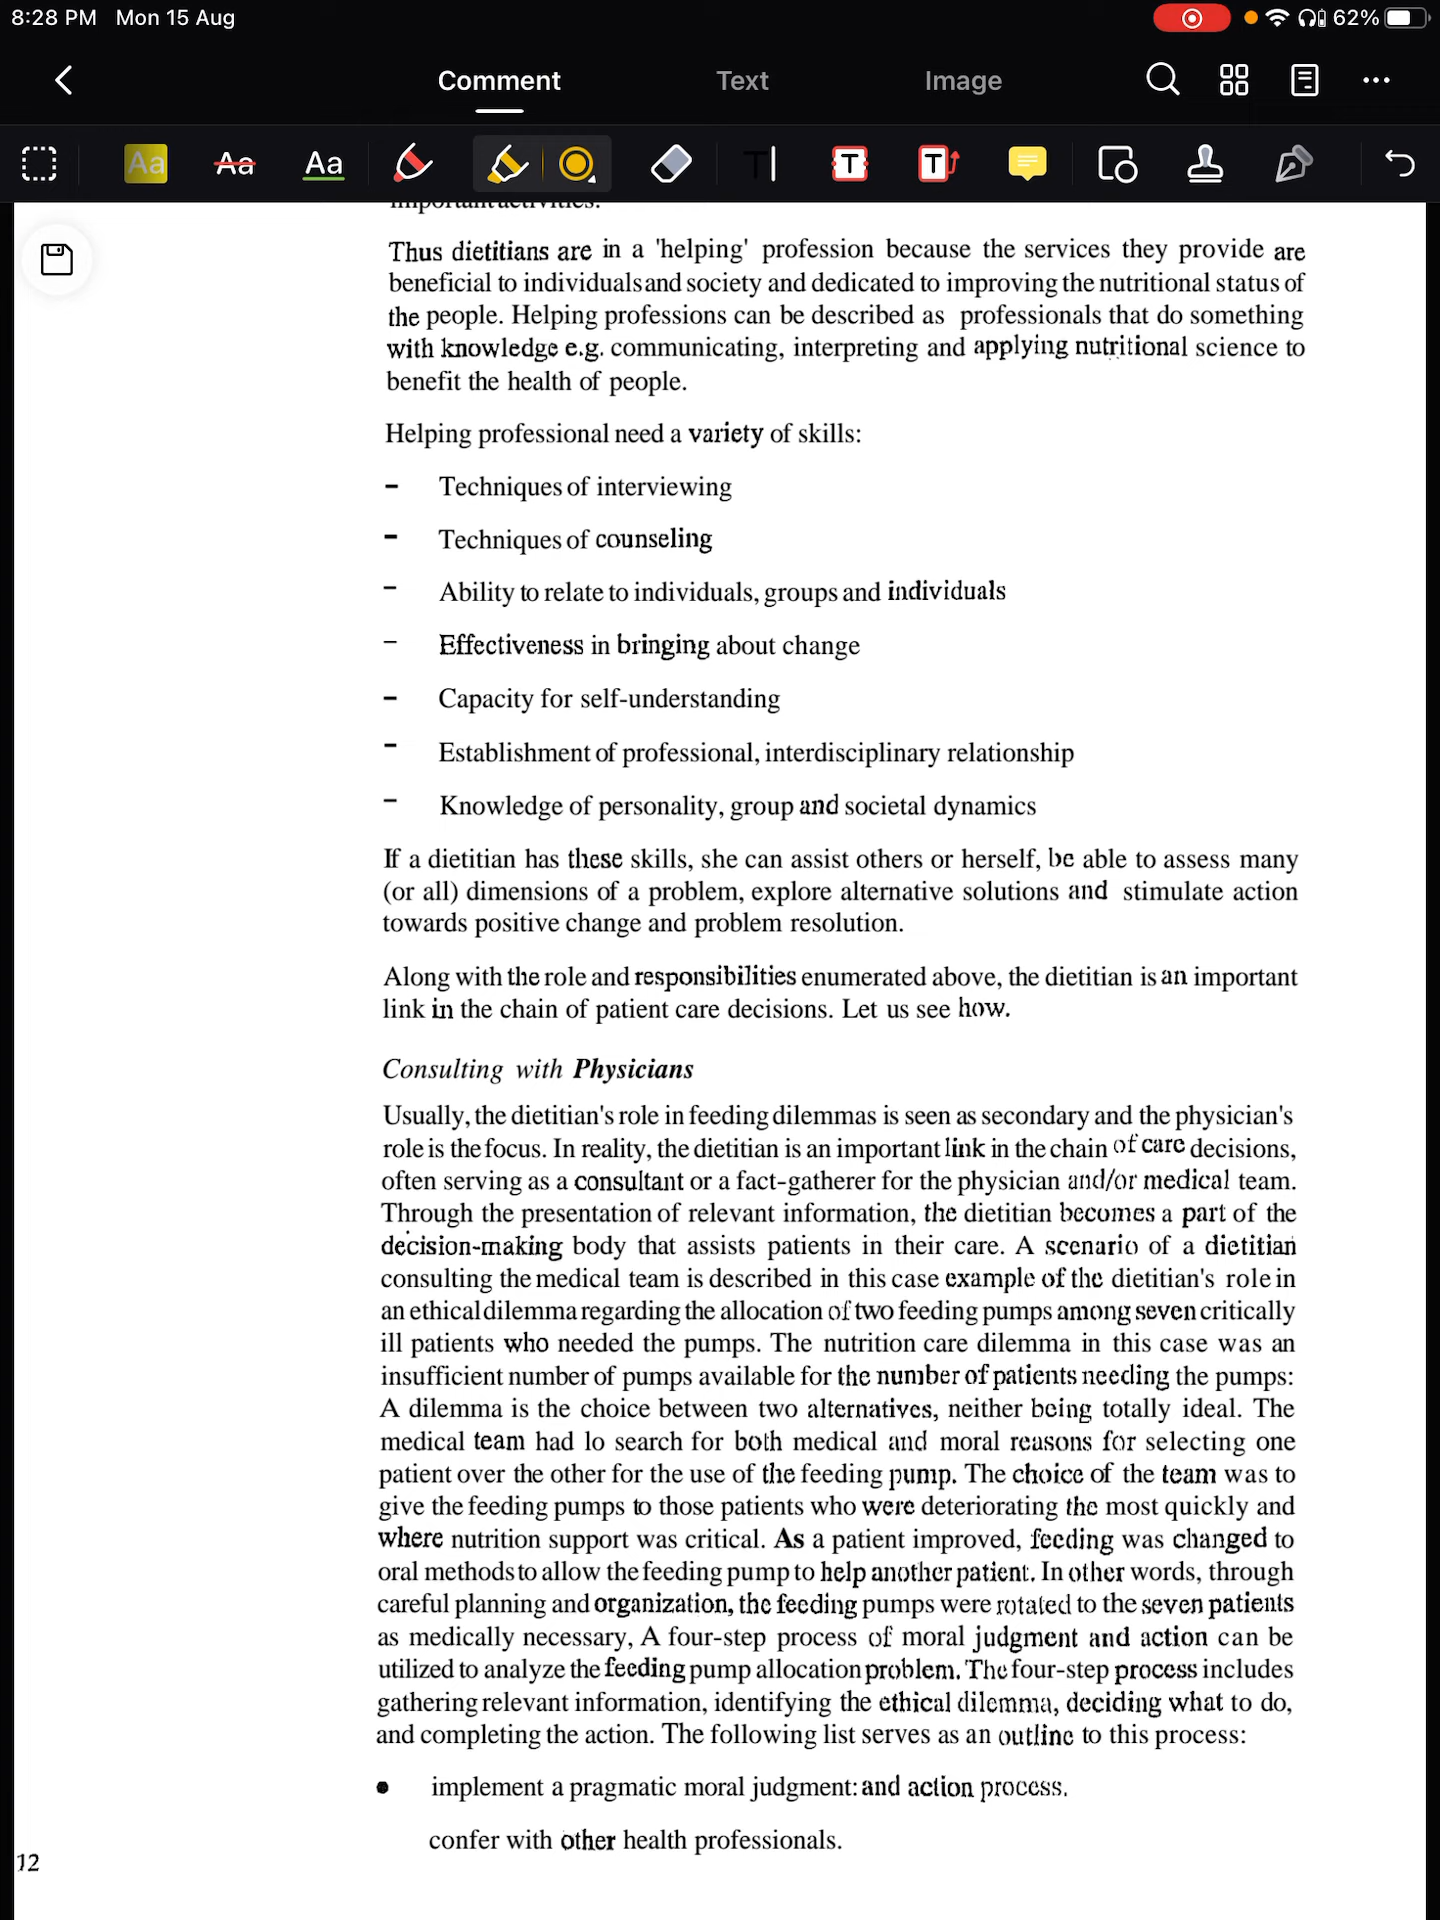 8:28 PM Mon 15 Aug 62%
Comment Text Image
Aa Aa Aa T T T
Important activities.
Thus dietitians are in a 'helping' profession because the services they provide are
beneficial to individuals and society and dedicated to improving the nutritional status of
the people. Helping professions can be described as professionals that do something
with knowledge e.g. communicating, interpreting and applying nutritional science to
benefit the health of people.
Helping professional need a variety of skills:
– Techniques of interviewing
– Techniques of counseling
– Ability to relate to individuals, groups and individuals
– Effectiveness in bringing about change
– Capacity for self-understanding
– Establishment of professional, interdisciplinary relationship
– Knowledge of personality, group and societal dynamics
If a dietitian has these skills, she can assist others or herself, be able to assess many
(or all) dimensions of a problem, explore alternative solutions and stimulate action
towards positive change and problem resolution.
Along with the role and responsibilities enumerated above, the dietitian is an important
link in the chain of patient care decisions. Let us see how.
Consulting with Physicians
Usually, the dietitian's role in feeding dilemmas is seen as secondary and the physician's
role is the focus. In reality, the dietitian is an important link in the chain of care decisions,
often serving as a consultant or a fact-gatherer for the physician and/or medical team.
Through the presentation of relevant information, the dietitian becomes a part of the
decision-making body that assists patients in their care. A scenario of a dietitian
consulting the medical team is described in this case example of the dietitian's role in
an ethical dilemma regarding the allocation of two feeding pumps among seven critically
ill patients who needed the pumps. The nutrition care dilemma in this case was an
insufficient number of pumps available for the number of patients needing the pumps:
A dilemma is the choice between two alternatives, neither being totally ideal. The
medical team had lo search for both medical and moral reasons for selecting one
patient over the other for the use of the feeding pump. The choice of the team was to
give the feeding pumps to those patients who were deteriorating the most quickly and
where nutrition support was critical. As a patient improved, feeding was changed to
oral methods to allow the feeding pump to help another patient. In other words, through
careful planning and organization, the feeding pumps were rotated to the seven patients
as medically necessary, A four-step process of moral judgment and action can be
utilized to analyze the feeding pump allocation problem. The four-step process includes
gathering relevant information, identifying the ethical dilemma, deciding what to do,
and completing the action. The following list serves as an outline to this process:
● implement a pragmatic moral judgment: and action process.
confer with other health professionals.
12